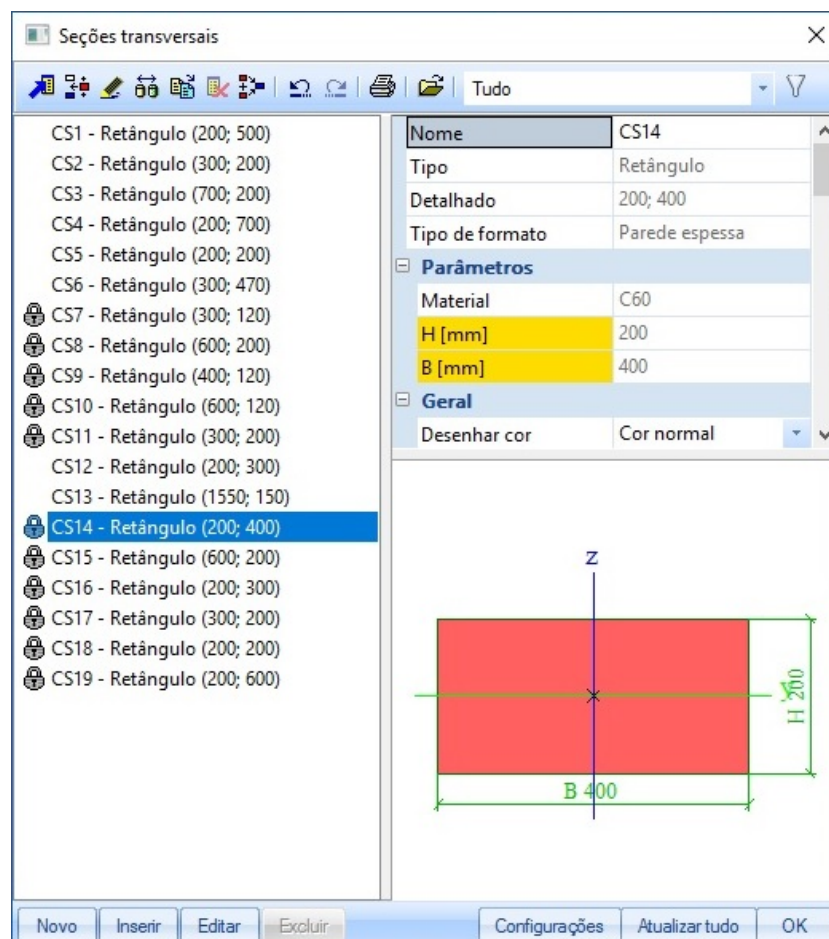 Seções transversais
Tudo
CS1 - Retângulo (200; 500)
CS2 - Retângulo (300; 200)
CS3 - Retângulo (700; 200)
CS4 - Retângulo (200; 700)
CS5 - Retângulo (200; 200)
CS6 - Retângulo (300; 470)
CS7 - Retângulo (300; 120)
CS8 - Retângulo (600; 200)
CS9 - Retângulo (400; 120)
CS10 - Retângulo (600; 120)
CS11 - Retângulo (300; 200)
CS12 - Retângulo (200; 300)
CS13 - Retângulo (1550; 150)
CS14 - Retângulo (200; 400)
CS15 - Retângulo (600; 200)
CS16 - Retângulo (200; 300)
CS17 - Retângulo (300; 200)
CS18 - Retângulo (200; 200)
CS19 - Retângulo (200; 600)
Nome CS14
Tipo Retângulo
Detalhado 200; 400
Tipo de formato Parede espessa
Parâmetros
Material C60
H [mm] 200
B [mm] 400
Geral
Desenhar cor Cor normal
z
y
H 200
B 400
Novo Inserir Editar Excluir Configurações Atualizar tudo OK